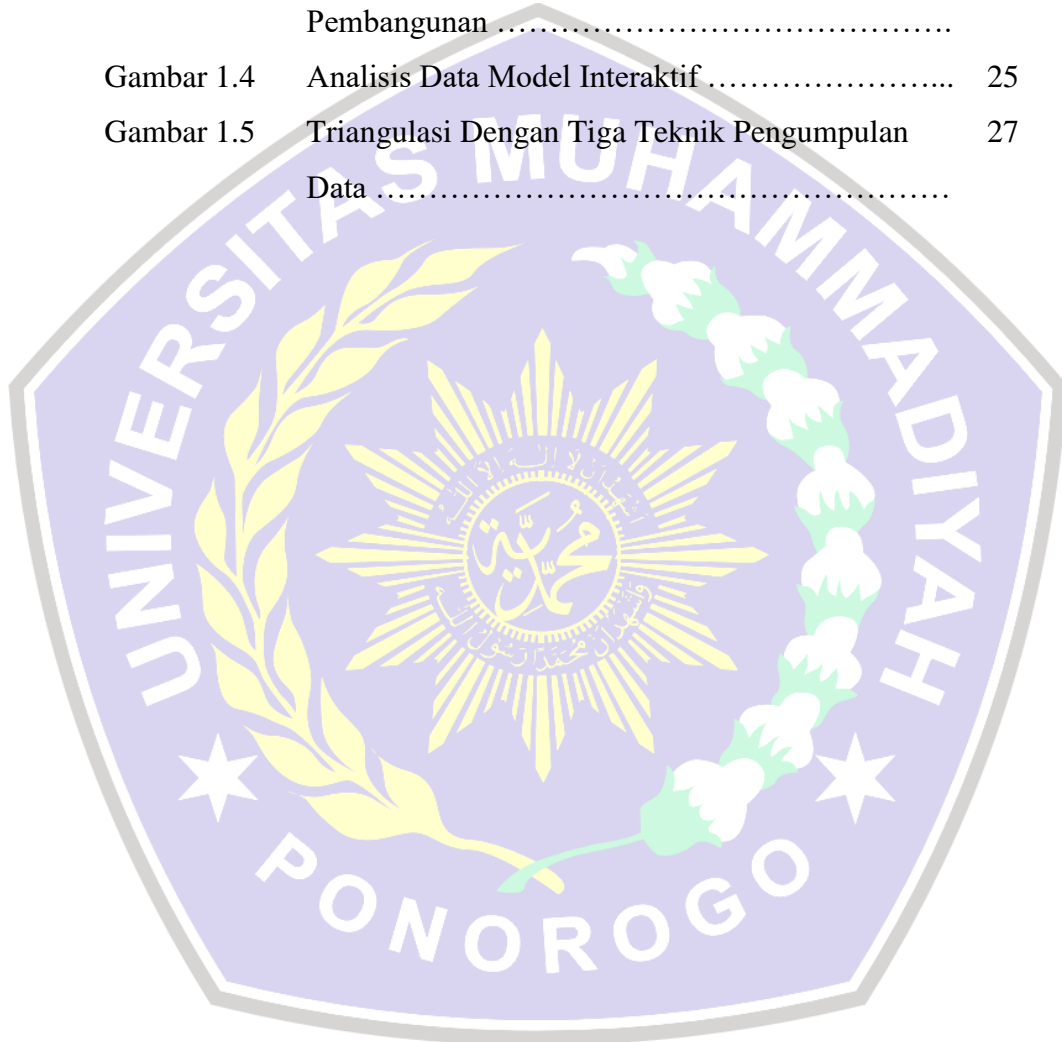 Pembangunan …………………………………….
Gambar 1.4 Analisis Data Model Interaktif …………………... 25
Gambar 1.5 Triangulasi Dengan Tiga Teknik Pengumpulan 27
Data ………………………………………………
UNIVERSITAS MUHAMMADIYAH
محمدية
PONOROGO